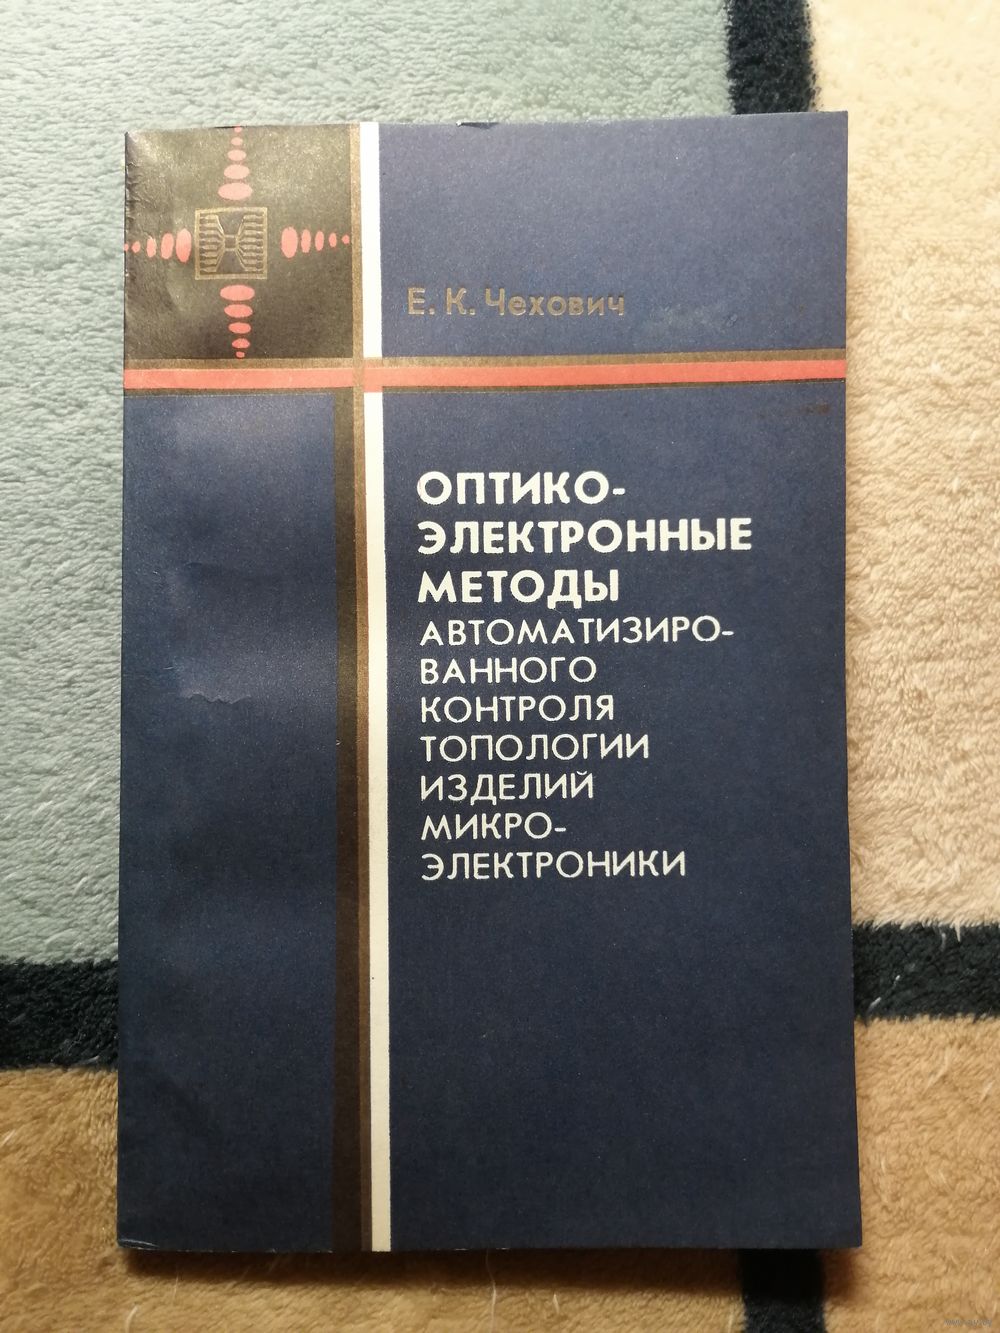 Е. К. Чехович
ОПТИКО-
ЭЛЕКТРОННЫЕ
МЕТОДЫ
АВТОМАТИЗИРО-
ВАННОГО
КОНТРОЛЯ
ТОПОЛОГИИ
ИЗДЕЛИЙ
МИКРО-
ЭЛЕКТРОНИКИ